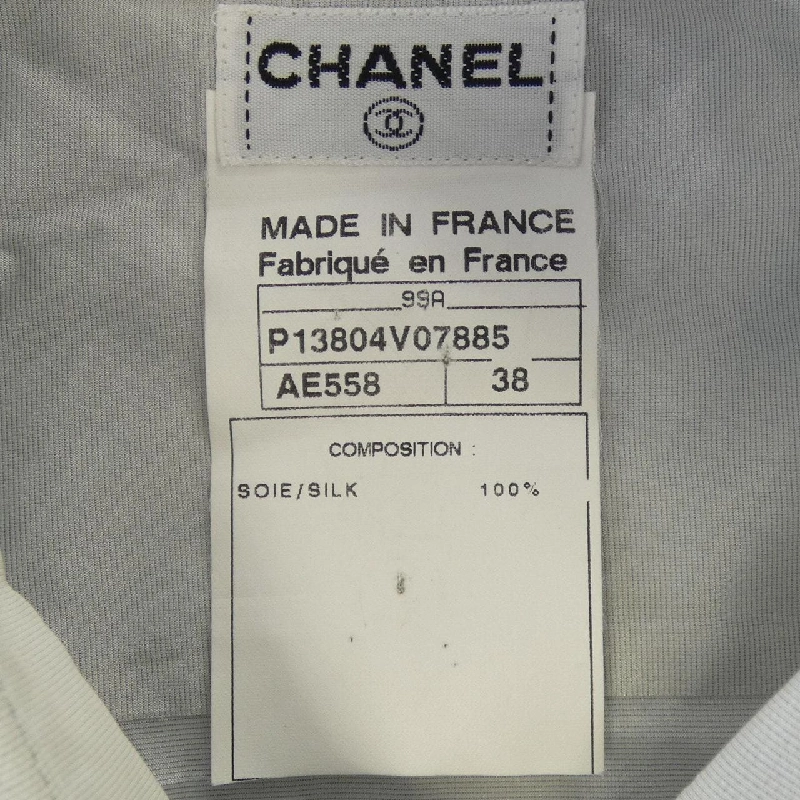 CHANEL
MADE IN FRANCE
Fabriqué en France
99A
P13804V07885
AE558 38
COMPOSITION :
SOIE/SILK 100%